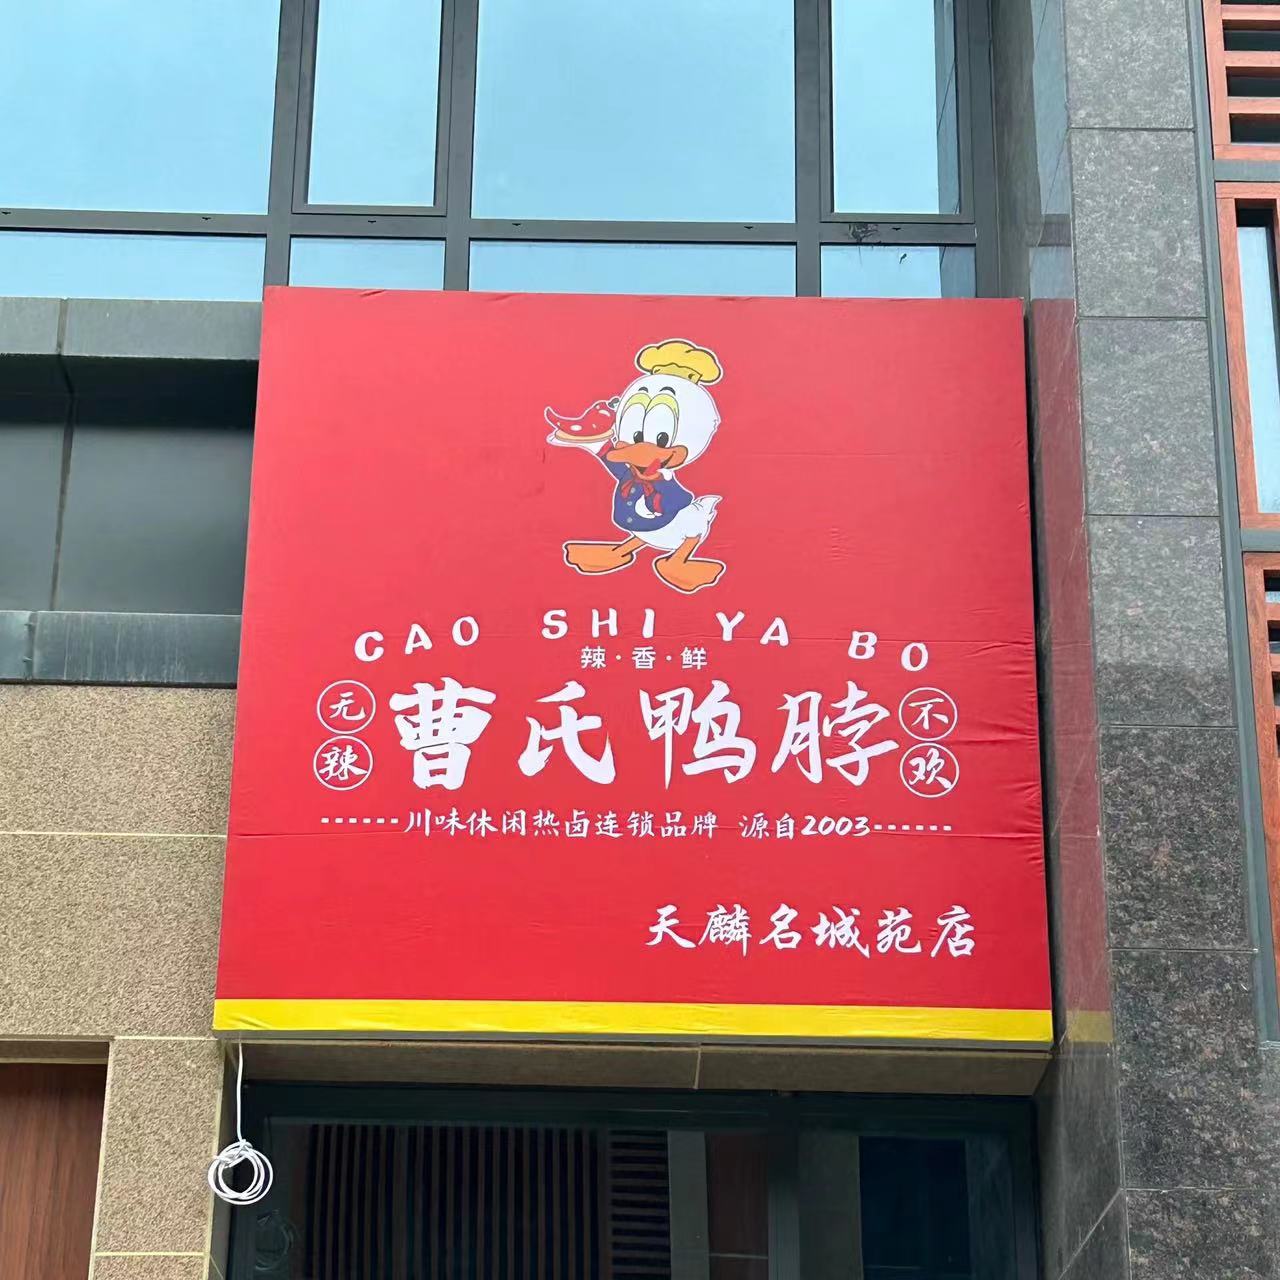 CAO SHI YA BO
辣·香·鲜
无辣
曹氏鸭脖
不欢
川味休闲热卤连锁品牌 源自2003
天麟名城苑店